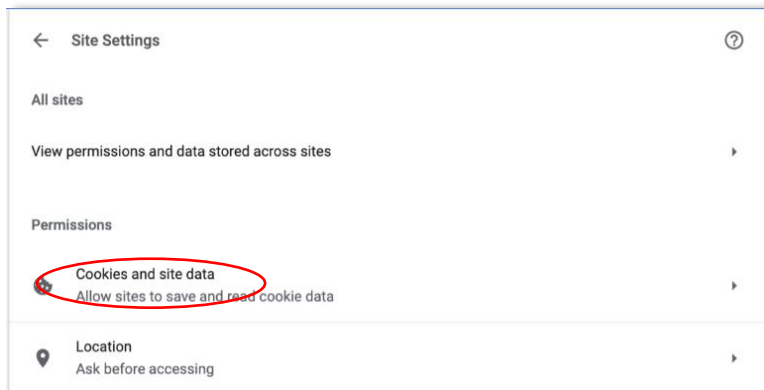 Site Settings
All sites
View permissions and data stored across sites
Permissions
Cookies and site data
Allow sites to save and read cookie data
Location
Ask before accessing